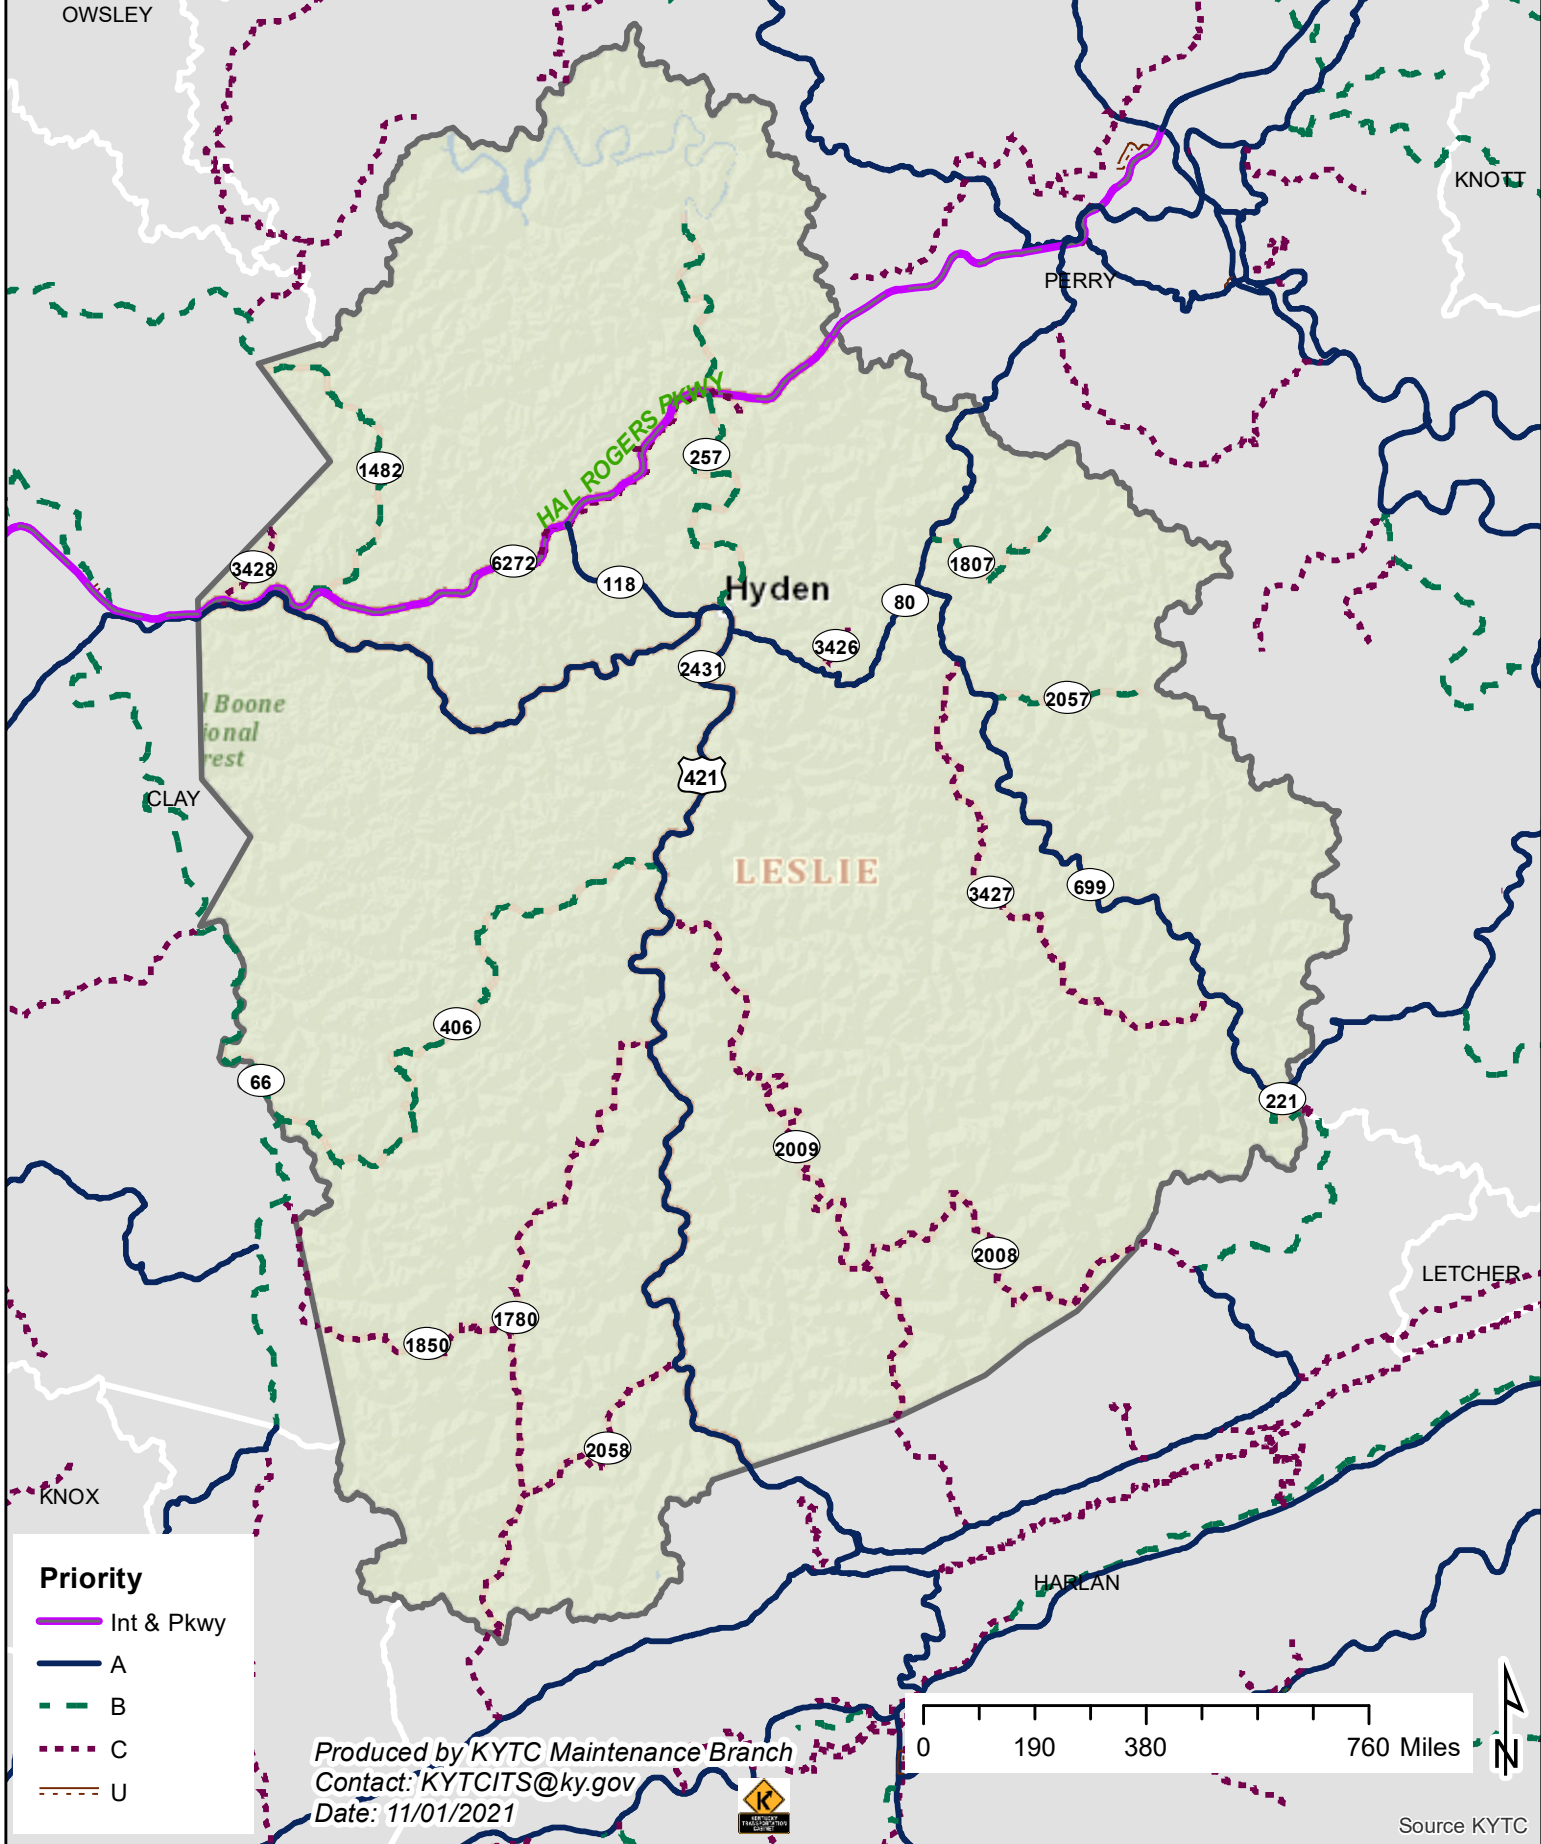 OWSLEY
KNOTT
PERRY
HAL ROGERS PKWY
1482
257
3428
6272
118
Hyden
1807
80
3426
2431
2057
l Boone
ional
rest
421
CLAY
LESLIE
3427
699
406
66
221
2009
2008
LETCHER
1780
1850
2058
KNOX
HARLAN
Priority
Int & Pkwy
A
B
C
U
Produced by KYTC Maintenance Branch
Contact: KYTCITS@ky.gov
Date: 11/01/2021
K
KENTUCKY
TRANSPORTATION
CABINET
0 190 380 760 Miles
N
Source KYTC